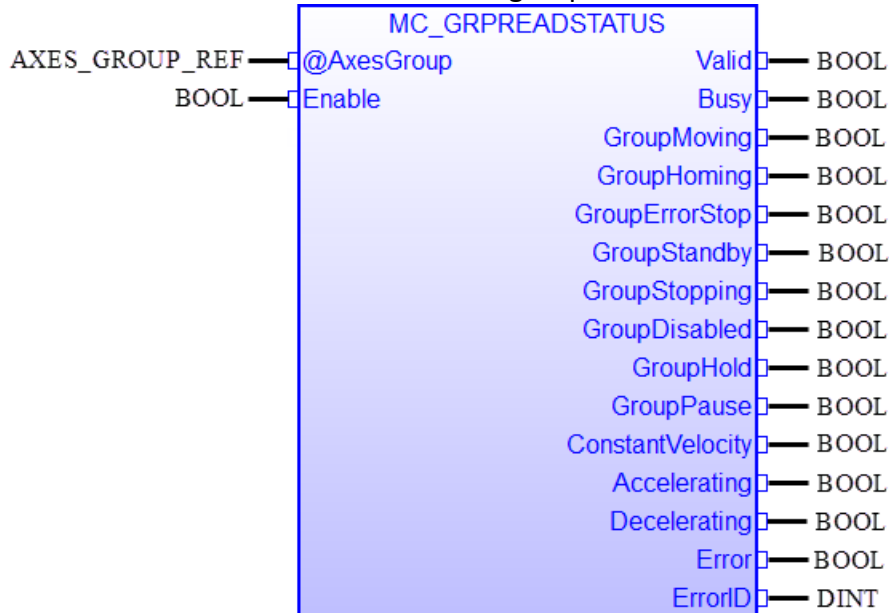 MC_GRPREADSTATUS
AXES_GROUP_REF @AxesGroup Valid BOOL
BOOL Enable Busy BOOL
GroupMoving BOOL
GroupHoming BOOL
GroupErrorStop BOOL
GroupStandby BOOL
GroupStopping BOOL
GroupDisabled BOOL
GroupHold BOOL
GroupPause BOOL
ConstantVelocity BOOL
Accelerating BOOL
Decelerating BOOL
Error BOOL
ErrorID DINT